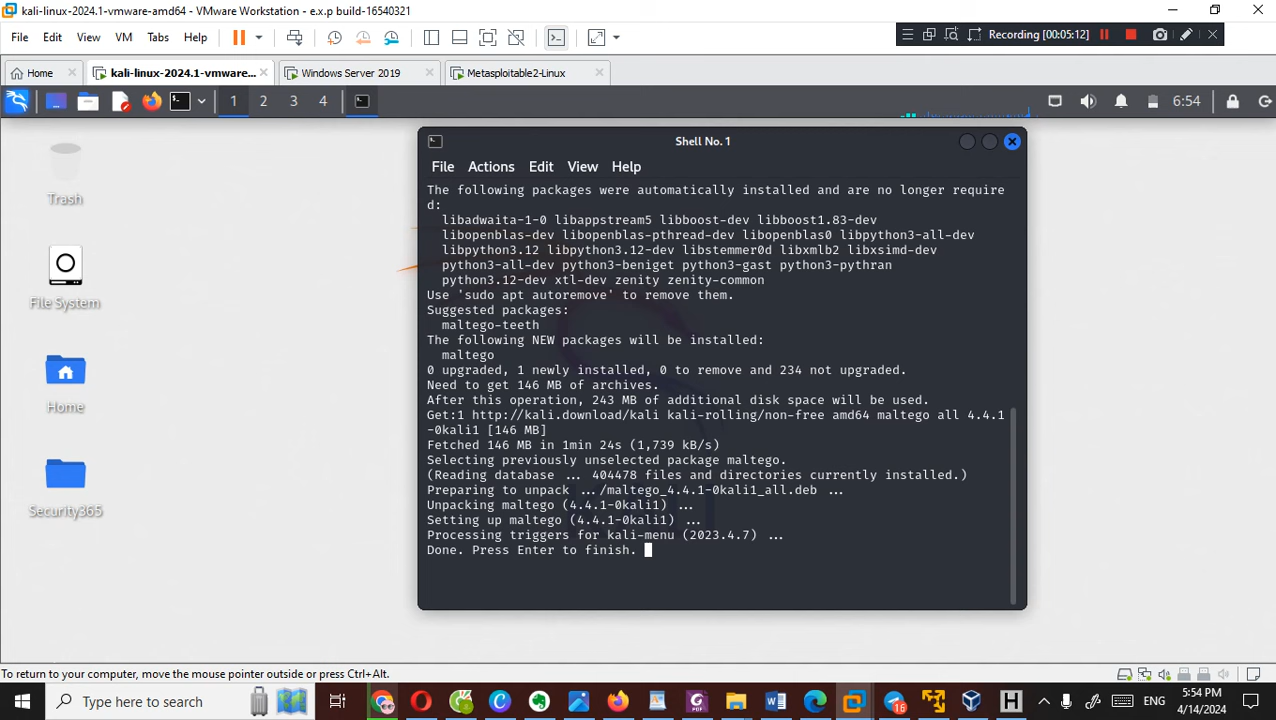 kali-linux-2024.1-vmware-amd64 - VMware Workstation - e.x.p build-16540321
File Edit View VM Tabs Help
Recording [00:05:12]
Home
kali-linux-2024.1-vmware...
Windows Server 2019
Metasploitable2-Linux
1 2 3 4
6:54
Shell No. 1
File Actions Edit View Help
The following packages were automatically installed and are no longer require
d:
libadwaita-1-0 libappstream5 libboost-dev libboost1.83-dev
libopenblas-dev libopenblas-pthread-dev libopenblas0 libpython3-all-dev
libpython3.12 libpython3.12-dev libstemmer0d libxmlb2 libxsimd-dev
python3-all-dev python3-beniget python3-gast python3-pythran
python3.12-dev xtl-dev zenity zenity-common
Use 'sudo apt autoremove' to remove them.
Suggested packages:
maltego-teeth
The following NEW packages will be installed:
maltego
0 upgraded, 1 newly installed, 0 to remove and 234 not upgraded.
Need to get 146 MB of archives.
After this operation, 243 MB of additional disk space will be used.
Get:1 http://kali.download/kali kali-rolling/non-free amd64 maltego all 4.4.1
-0kali1 [146 MB]
Fetched 146 MB in 1min 24s (1,739 kB/s)
Selecting previously unselected package maltego.
(Reading database ... 404478 files and directories currently installed.)
Preparing to unpack .../maltego_4.4.1-0kali1_all.deb ...
Unpacking maltego (4.4.1-0kali1) ...
Setting up maltego (4.4.1-0kali1) ...
Processing triggers for kali-menu (2023.4.7) ...
Done. Press Enter to finish.
Trash
File System
Home
Security365
To return to your computer, move the mouse pointer outside or press Ctrl+Alt.
Type here to search
16
ENG
5:54 PM
4/14/2024